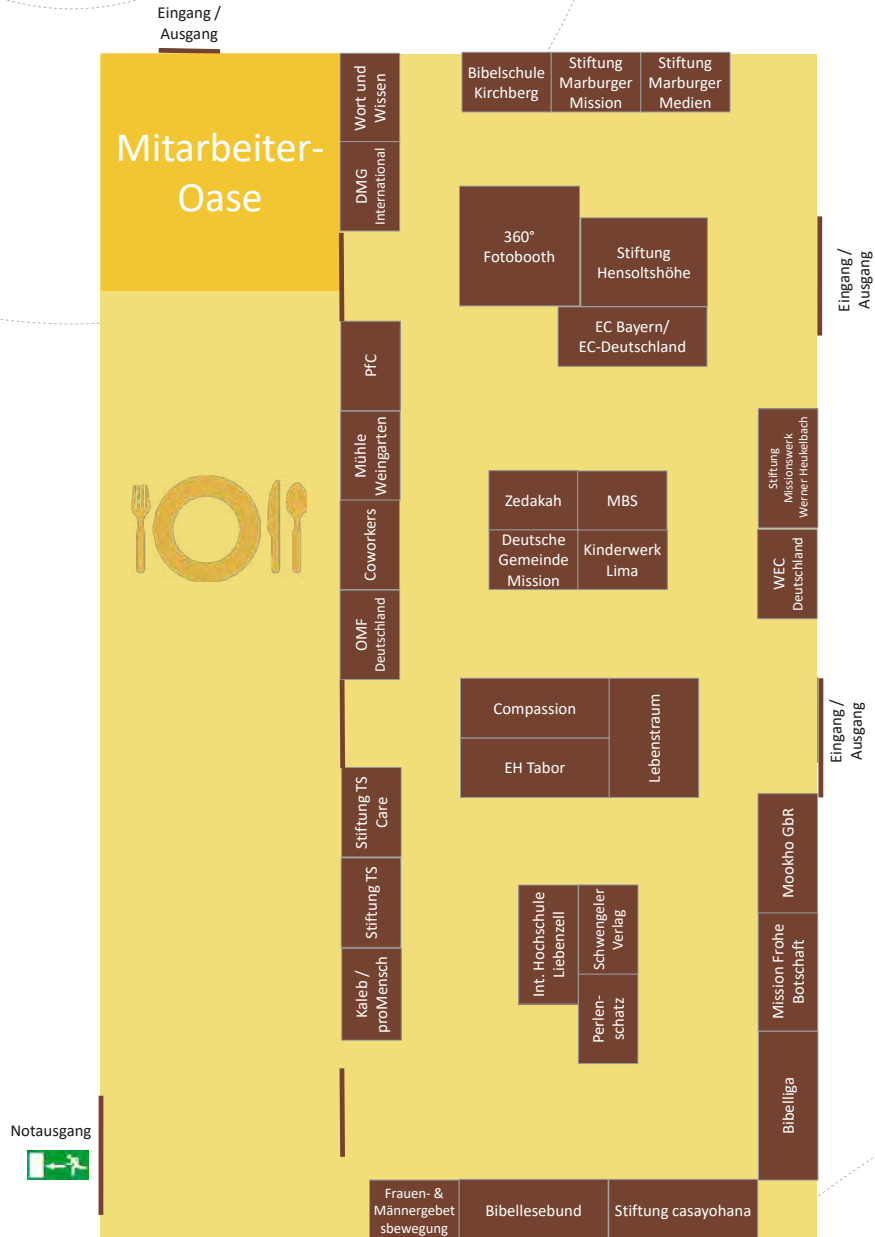 Eingang /
Ausgang
Mitarbeiter-
Oase
Wort und
Wissen
DMG
International
Bibelschule
Kirchberg
Stiftung
Marburger
Mission
Stiftung
Marburger
Medien
360°
Fotobooth
Stiftung
Hensoltshöhe
EC Bayern/
EC-Deutschland
Eingang /
Ausgang
PfC
Mühle
Weingarten
Coworkers
OMF
Deutschland
Zedakah
MBS
Deutsche
Gemeinde
Mission
Kinderwerk
Lima
Stiftung
Missionswerk
Werner Heukelbach
WEC
Deutschland
Compassion
EH Tabor
Lebenstraum
Eingang /
Ausgang
Stiftung TS
Care
Stiftung TS
Kaleb /
proMensch
Int. Hochschule
Liebenzell
Schwengeler
Verlag
Perlen-
schatz
Mookho GbR
Mission Frohe
Botschaft
Bibelliga
Notausgang
Frauen- &
Männergebet
sbewegung
Bibellesebund
Stiftung casayohana